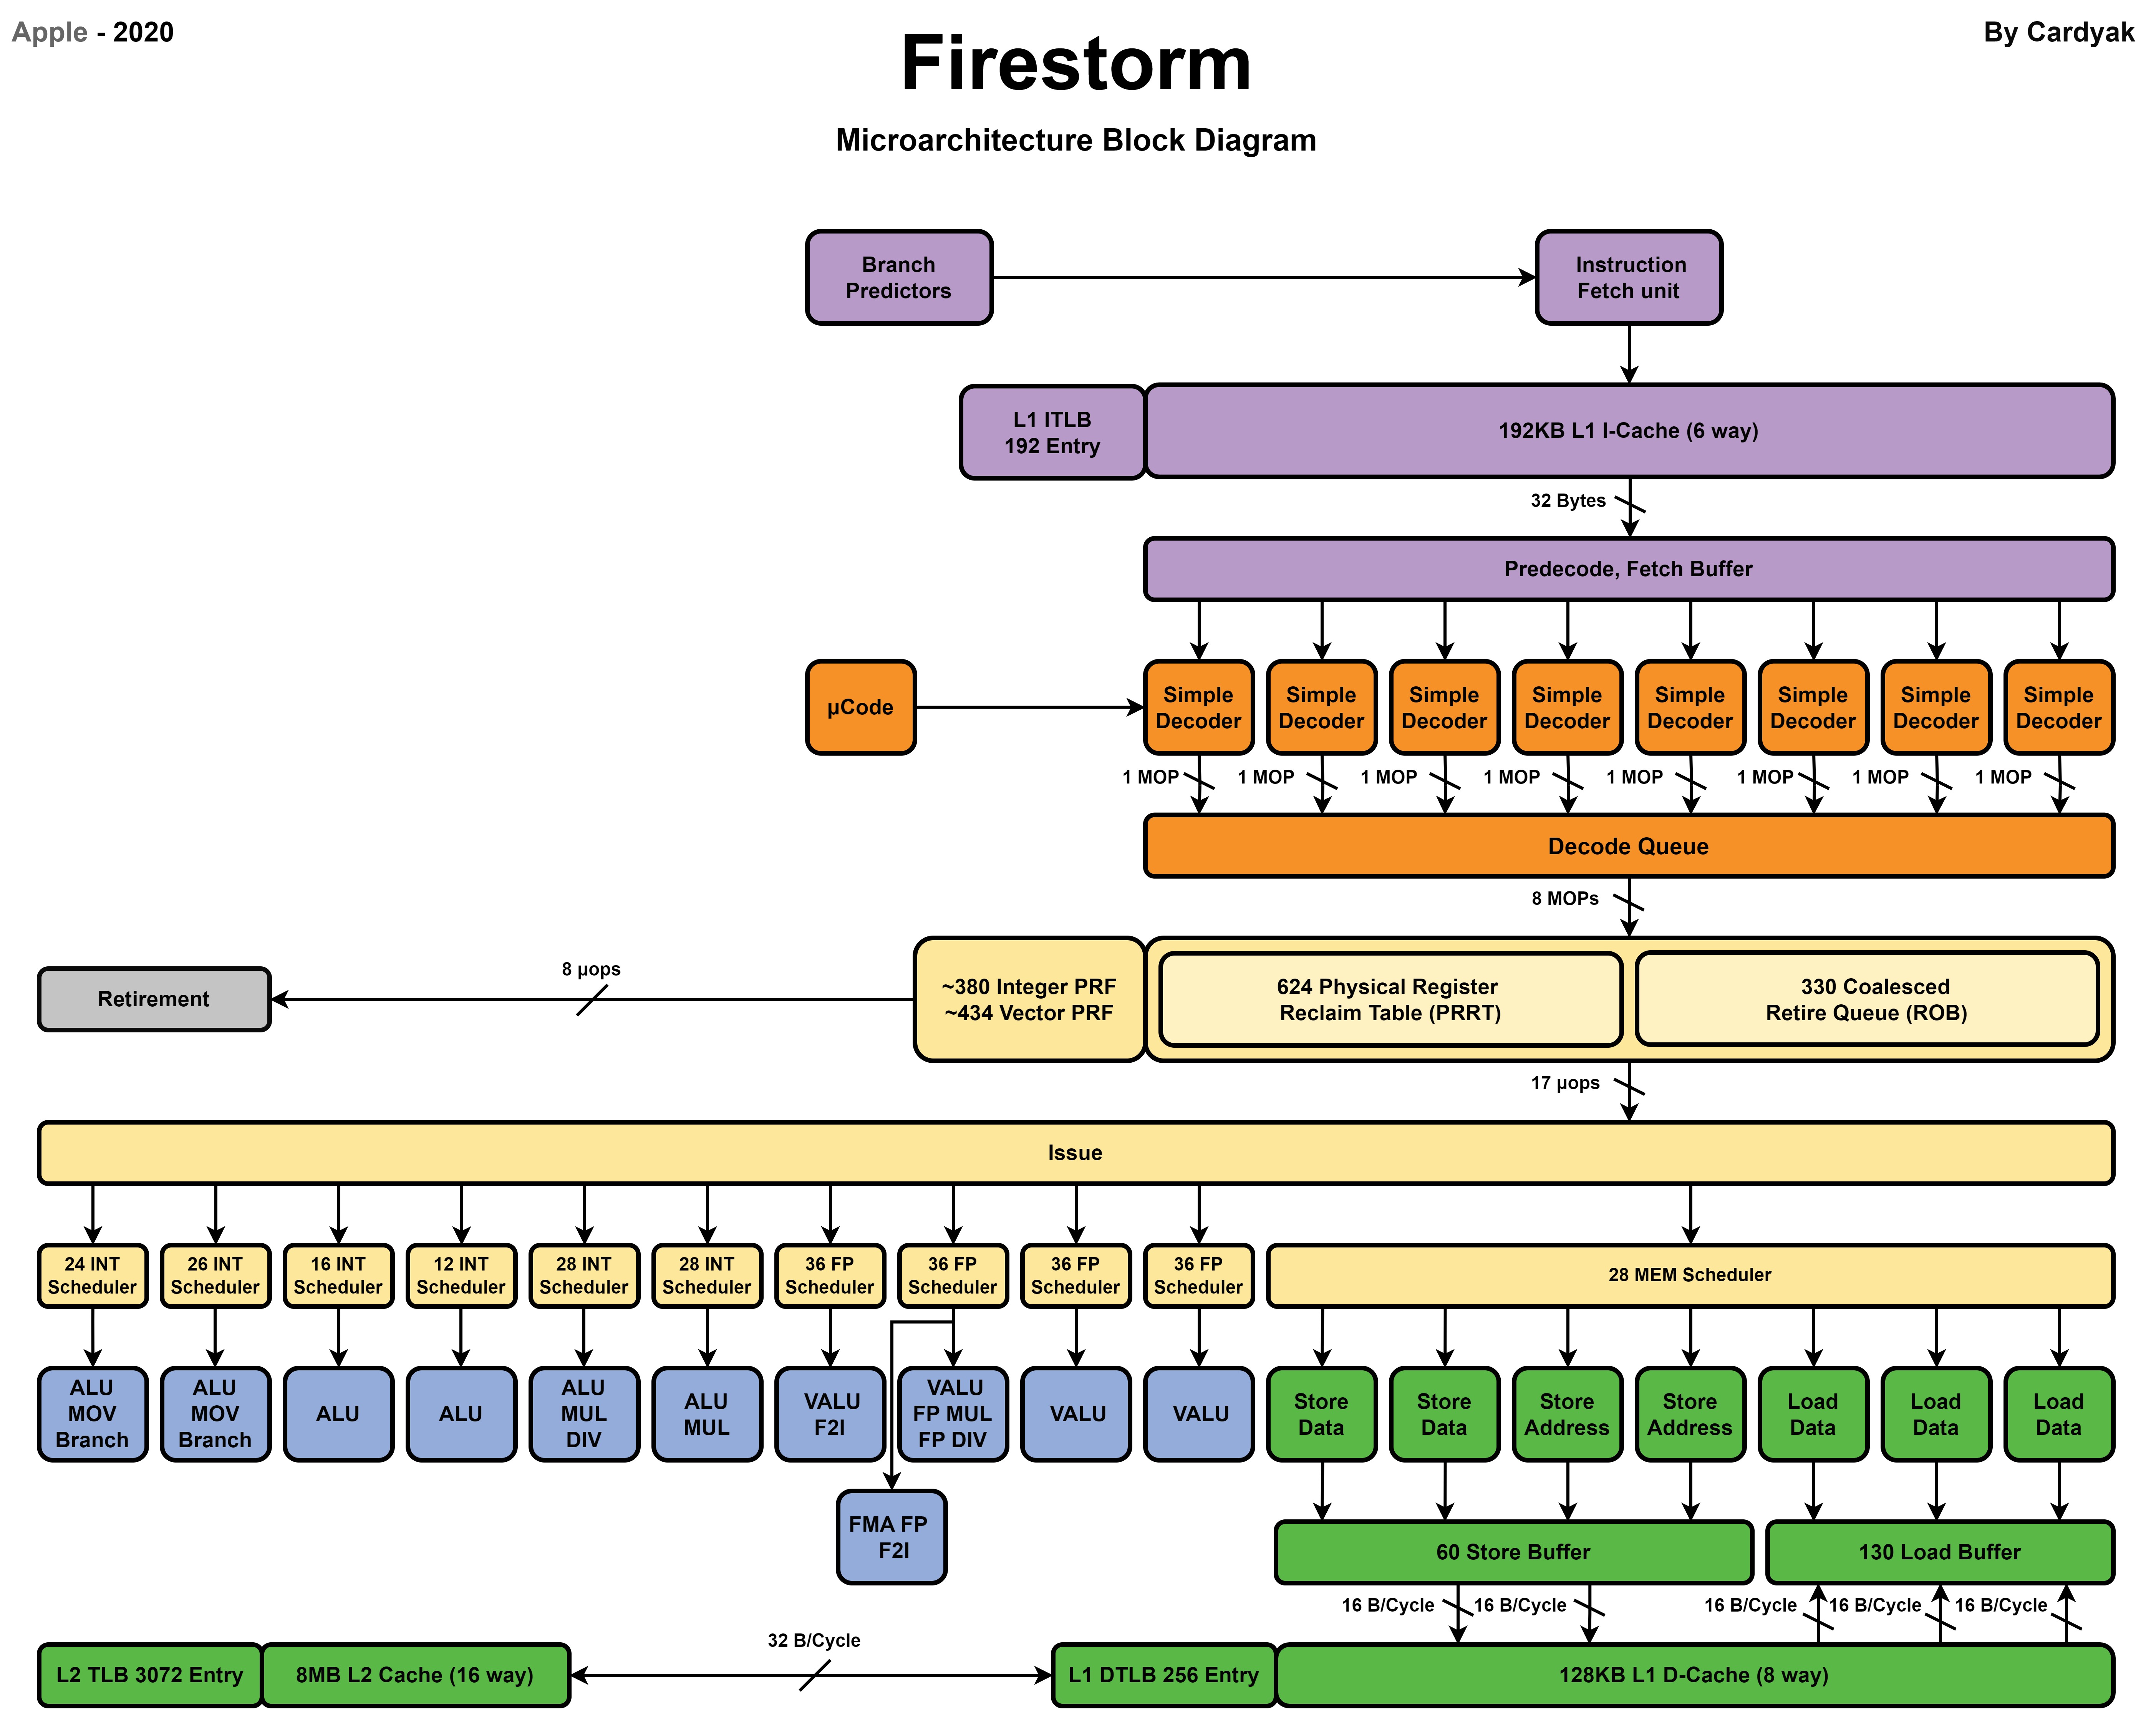 Apple - 2020
By Cardyak
Firestorm
Microarchitecture Block Diagram
Branch
Predictors
Instruction
Fetch unit
L1 ITLB
192 Entry
192KB L1 I-Cache (6 way)
32 Bytes
Predecode, Fetch Buffer
µCode
Simple
Decoder
Simple
Decoder
Simple
Decoder
Simple
Decoder
Simple
Decoder
Simple
Decoder
Simple
Decoder
Simple
Decoder
1 MOP
1 MOP
1 MOP
1 MOP
1 MOP
1 MOP
1 MOP
1 MOP
Decode Queue
8 MOPs
Retirement
8 µops
~380 Integer PRF
~434 Vector PRF
624 Physical Register
Reclaim Table (PRRT)
330 Coalesced
Retire Queue (ROB)
17 µops
Issue
24 INT
Scheduler
26 INT
Scheduler
16 INT
Scheduler
12 INT
Scheduler
28 INT
Scheduler
28 INT
Scheduler
36 FP
Scheduler
36 FP
Scheduler
36 FP
Scheduler
36 FP
Scheduler
28 MEM Scheduler
ALU
MOV
Branch
ALU
MOV
Branch
ALU
ALU
ALU
MUL
DIV
ALU
MUL
VALU
F2I
VALU
FP MUL
FP DIV
VALU
VALU
Store
Data
Store
Data
Store
Address
Store
Address
Load
Data
Load
Data
Load
Data
FMA FP
F2I
60 Store Buffer
130 Load Buffer
16 B/Cycle
16 B/Cycle
16 B/Cycle
16 B/Cycle
16 B/Cycle
L2 TLB 3072 Entry
8MB L2 Cache (16 way)
32 B/Cycle
L1 DTLB 256 Entry
128KB L1 D-Cache (8 way)